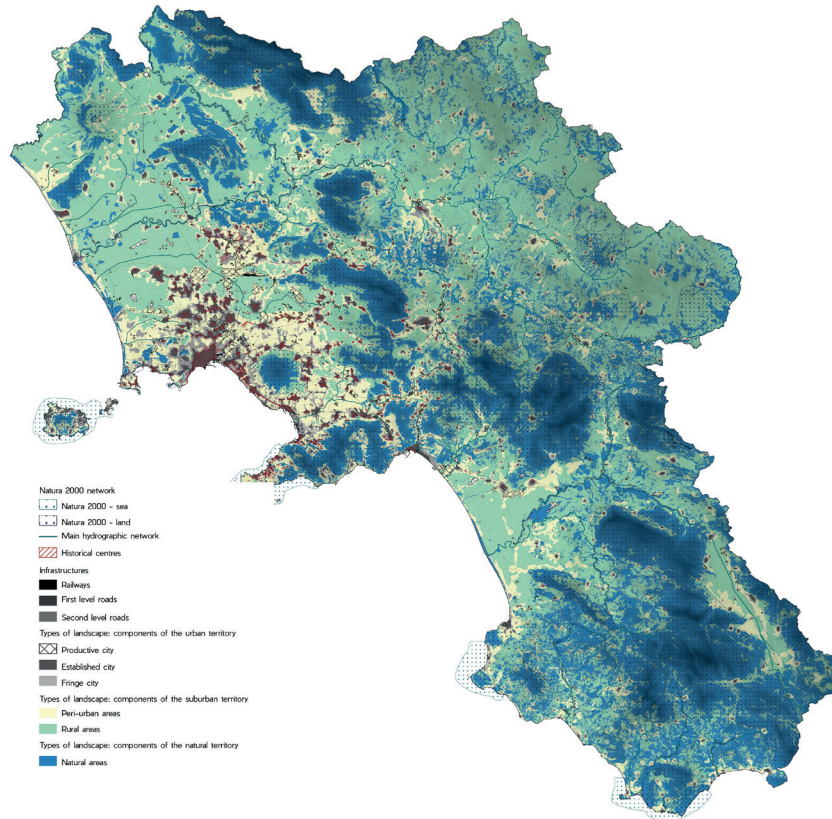 Natura 2000 network
Natura 2000 - sea
Natura 2000 - land
Main hydrographic network
Historical centres
Infrastructures
Railways
First level roads
Second level roads
Types of landscape: components of the urban territory
Productive city
Established city
Fringe city
Types of landscape: components of the suburban territory
Peri-urban areas
Rural areas
Types of landscape: components of the natural territory
Natural areas